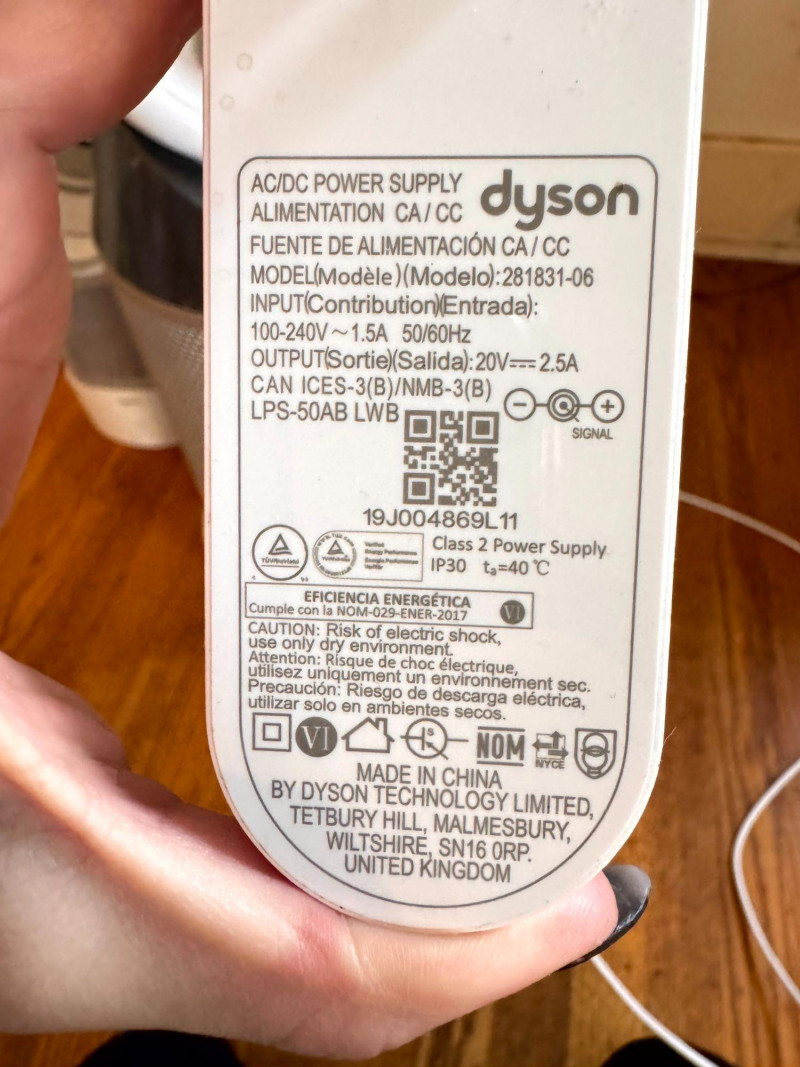 AC/DC POWER SUPPLY
dyson
ALIMENTATION CA / CC
FUENTE DE ALIMENTACIÓN CA / CC
MODEL(Modèle)(Modelo):281831-06
INPUT(Contribution)(Entrada):
100-240V～1.5A 50/60Hz
OUTPUT(Sortie)(Salida):20V⎓2.5A
CAN ICES-3(B)/NMB-3(B)
LPS-50AB LWB
SIGNAL
19J004869L11
TÜVRheinland
Verified
Energy Performance
Class 2 Power Supply
IP30 ta=40℃
EFICIENCIA ENERGÉTICA
Cumple con la NOM-029-ENER-2017
VI
CAUTION: Risk of electric shock,
use only dry environment.
Attention: Risque de choc électrique,
utilisez uniquement un environnement sec.
Precaución: Riesgo de descarga eléctrica,
utilizar solo en ambientes secos.
VI
S
NOM
NYCE
MADE IN CHINA
BY DYSON TECHNOLOGY LIMITED,
TETBURY HILL, MALMESBURY,
WILTSHIRE, SN16 0RP.
UNITED KINGDOM